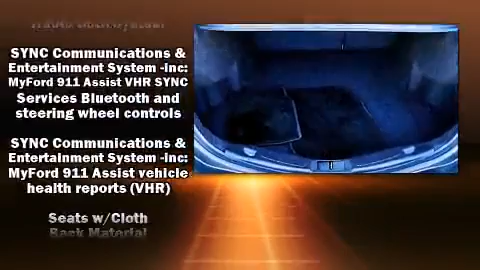 SYNC Communications &
Entertainment System -inc:
MyFord 911 Assist VHR SYNC
Services Bluetooth and
steering wheel controls
SYNC Communications &
Entertainment System -inc:
MyFord 911 Assist vehicle
health reports (VHR)
Seats w/Cloth
Back Material